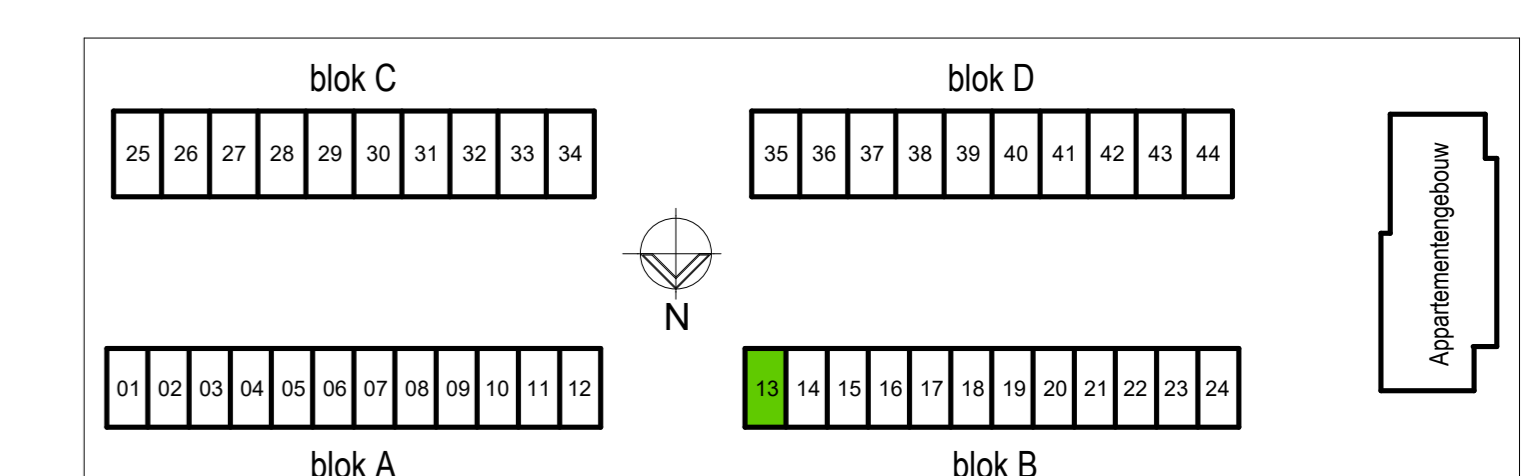 blok C
blok D
25 26 27 28 29 30 31 32 33 34
35 36 37 38 39 40 41 42 43 44
Appartementengebouw
N
01 02 03 04 05 06 07 08 09 10 11 12
13 14 15 16 17 18 19 20 21 22 23 24
blok A
blok B